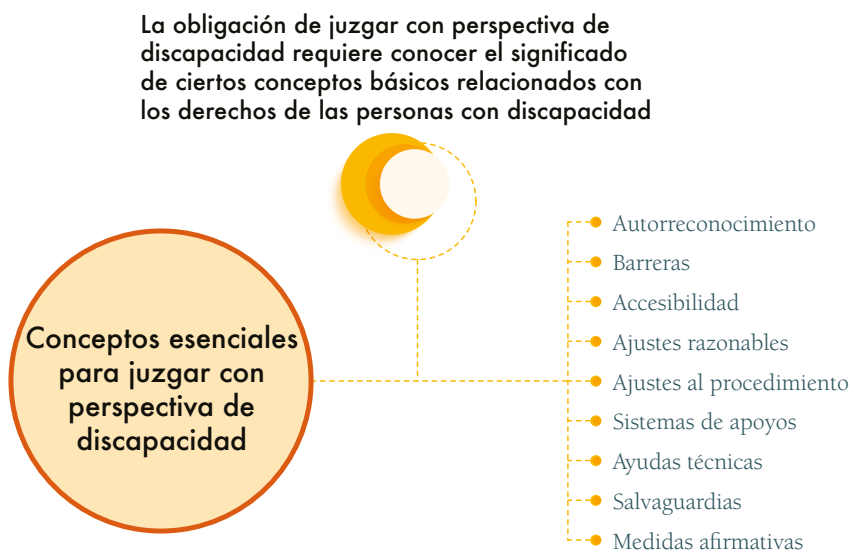 La obligación de juzgar con perspectiva de
discapacidad requiere conocer el significado
de ciertos conceptos básicos relacionados con
los derechos de las personas con discapacidad
Conceptos esenciales
para juzgar con
perspectiva de
discapacidad
Autorreconocimiento
Barreras
Accesibilidad
Ajustes razonables
Ajustes al procedimiento
Sistemas de apoyos
Ayudas técnicas
Salvaguardias
Medidas afirmativas